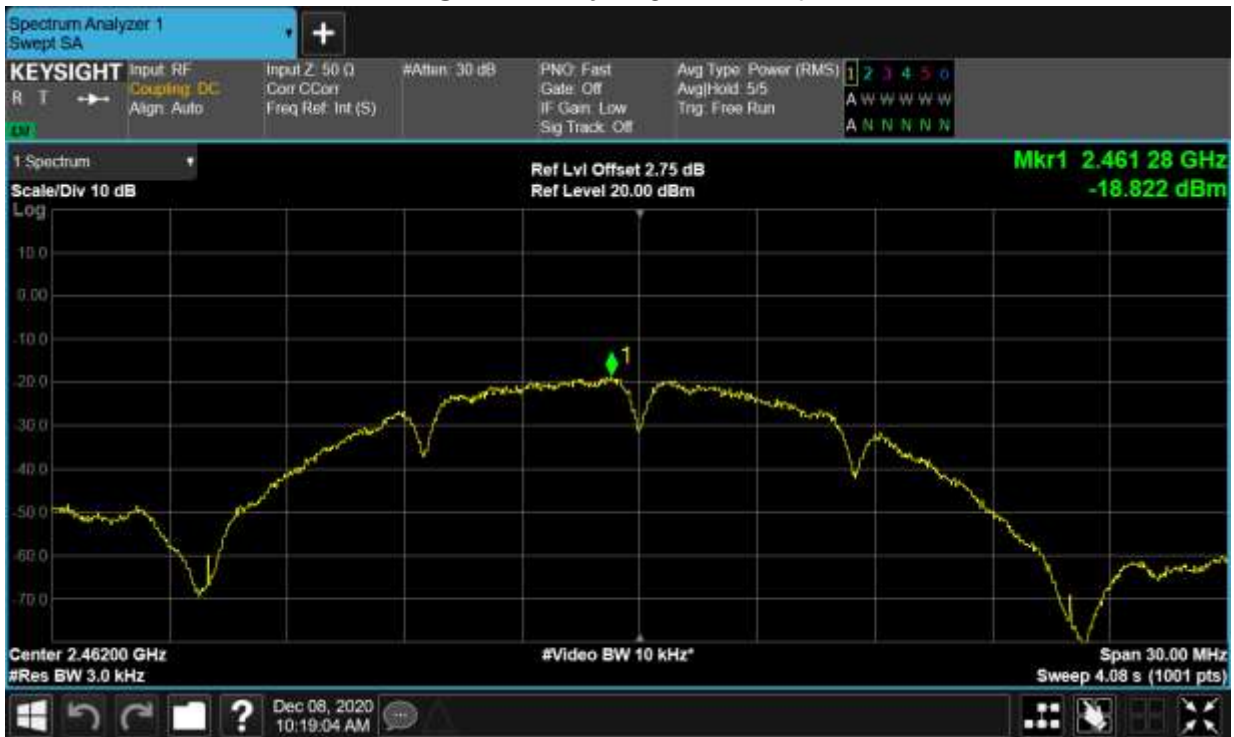 Spectrum Analyzer 1
Swept SA
+
KEYSIGHT Input: RF Input Z: 50 Ω #Atten: 30 dB PNO: Fast Avg Type: Power (RMS) 1 2 3 4 5 6
R T Coupling: DC Corr CCorr Gate: Off Avg|Hold: 5/5 A W W W W W
Align: Auto Freq Ref: Int (S) IF Gain: Low Trig: Free Run
Sig Track: Off A N N N N N
1 Spectrum Ref Lvl Offset 2.75 dB Mkr1 2.461 28 GHz
Scale/Div 10 dB Ref Level 20.00 dBm -18.822 dBm
Log
10.0
0.00
-10.0
1
-20.0
-30.0
-40.0
-50.0
-60.0
-70.0
Center 2.46200 GHz #Video BW 10 kHz* Span 30.00 MHz
#Res BW 3.0 kHz Sweep 4.08 s (1001 pts)
? Dec 08, 2020
10:19:04 AM